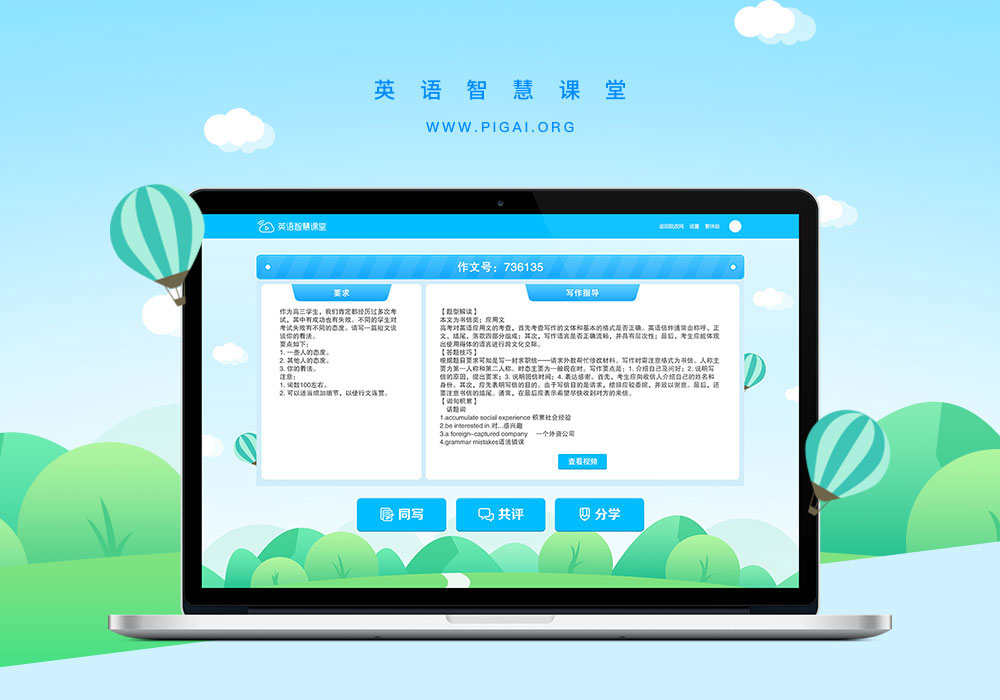 英语智慧课堂
WWW.PIGAI.ORG
英语智慧课堂
返回批改网 设置 繁体版
作文号：736135
要求
作为高三学生，我们肯定都经历过多次考
试，其中有成功也有失败。不同的学生对
考试失败有不同的态度。请写一篇短文谈
谈你的看法。
要点如下：
1. 一些人的态度。
2. 其他人的态度。
3. 你的看法。
注意：
1. 词数100左右。
2. 可以适当增加细节，以使行文连贯。
写作指导
【题型解读】
本文为书信类：应用文
高考对英语应用文的考查，首先考查写作的文体和基本的格式是否正确。英语信件通常由称呼、正
文、结尾、落款四部分组成；其次，写作语言是否正确流畅，并具有层次性；最后，考生应能体现
出使用得体的语言进行跨文化交际。
【答题技巧】
根据题目要求可知是写一封求职信——请求外教帮忙修改材料。写作时需注意格式为书信。人称主
要为第一人称和第二人称。时态主要为一般现在时。写作要点是：1. 介绍自己及问好；2. 说明写
信的原因，提出要求；3. 说明回信时间；4. 表达感谢。首先，考生应向收信人介绍自己的姓名和
身份。其次，应先表明写信的目的。由于写信目的是请求，结辞应较委婉，并致以谢意。最后，还
要注意书信的结尾。通常，在最后应表示希望尽快收到对方的来信。
【词句积累】
话题词
1.accumulate social experience 积累社会经验
2.be interested in 对...感兴趣
3.a foreign-captured company 一个外资公司
4.grammar mistakes语法错误
查看视频
同写 共评 分学